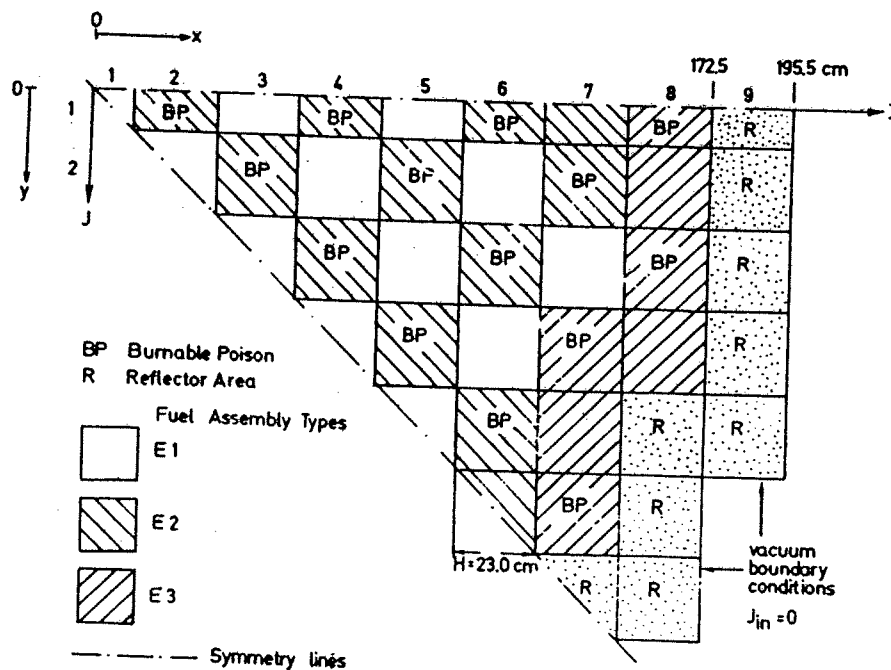 0
x
172.5
195.5 cm
0
1 2 3 4 5 6 7 8 9
1 BP BP BP BP R
2 BP BP BP R
y
J
BP BP BP R
BP BP R
BP Burnable Poison
R Reflector Area
BP R R
Fuel Assembly Types
E1
BP R
E2
H=23.0 cm
vacuum
boundary
conditions
R R
J_in = 0
E3
Symmetry lines